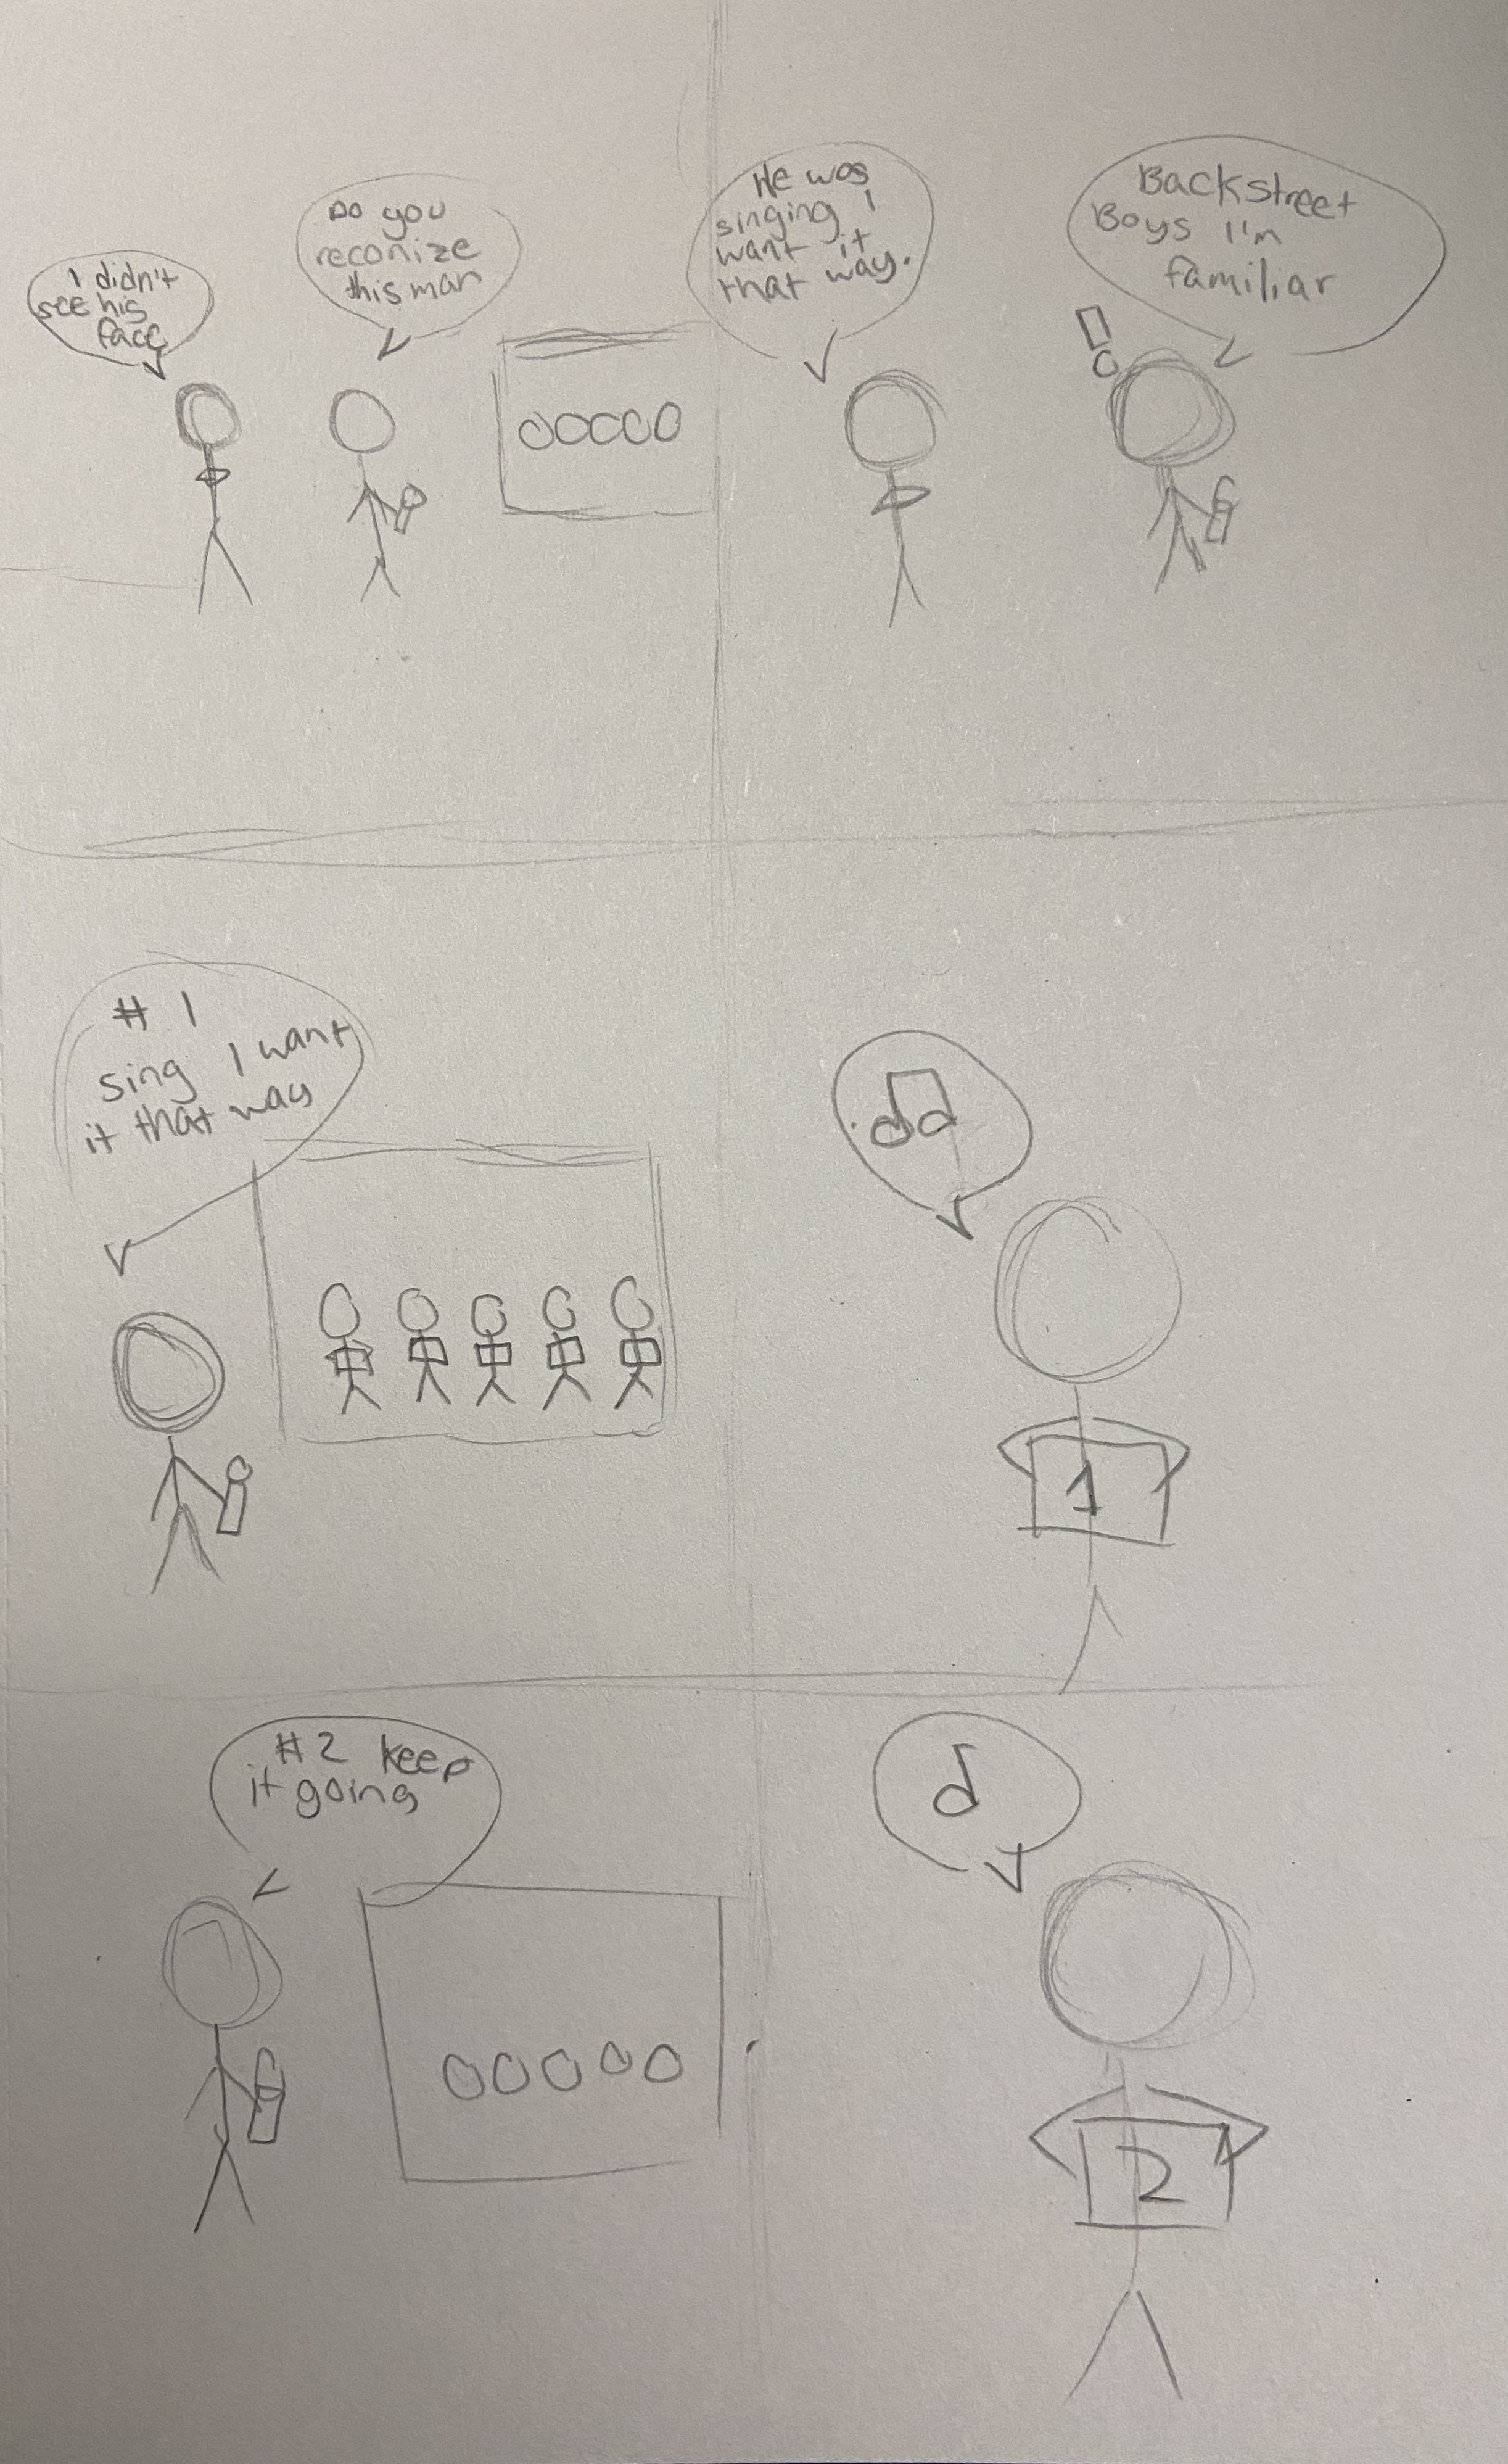 I didn't
see his
face
Do you
reconize
this man
He was
singing I
want it
that way.
Backstreet
Boys I'm
familiar
# 1
sing I want
it that way
1
#2 keep
it going
2